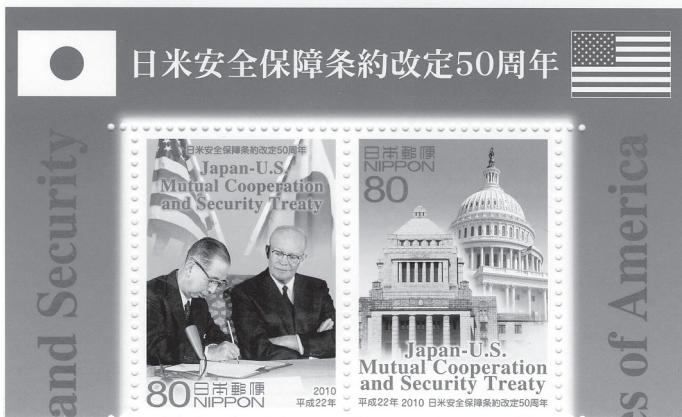 日米安全保障条約改定50周年
and Security
日米安全保障条約改定50周年
Japan-U.S.
Mutual Cooperation
and Security Treaty
80 日本郵便
NIPPON
2010
平成22年
日本郵便
NIPPON
80
Japan-U.S.
Mutual Cooperation
and Security Treaty
平成22年 2010 日米安全保障条約改定50周年
es of America